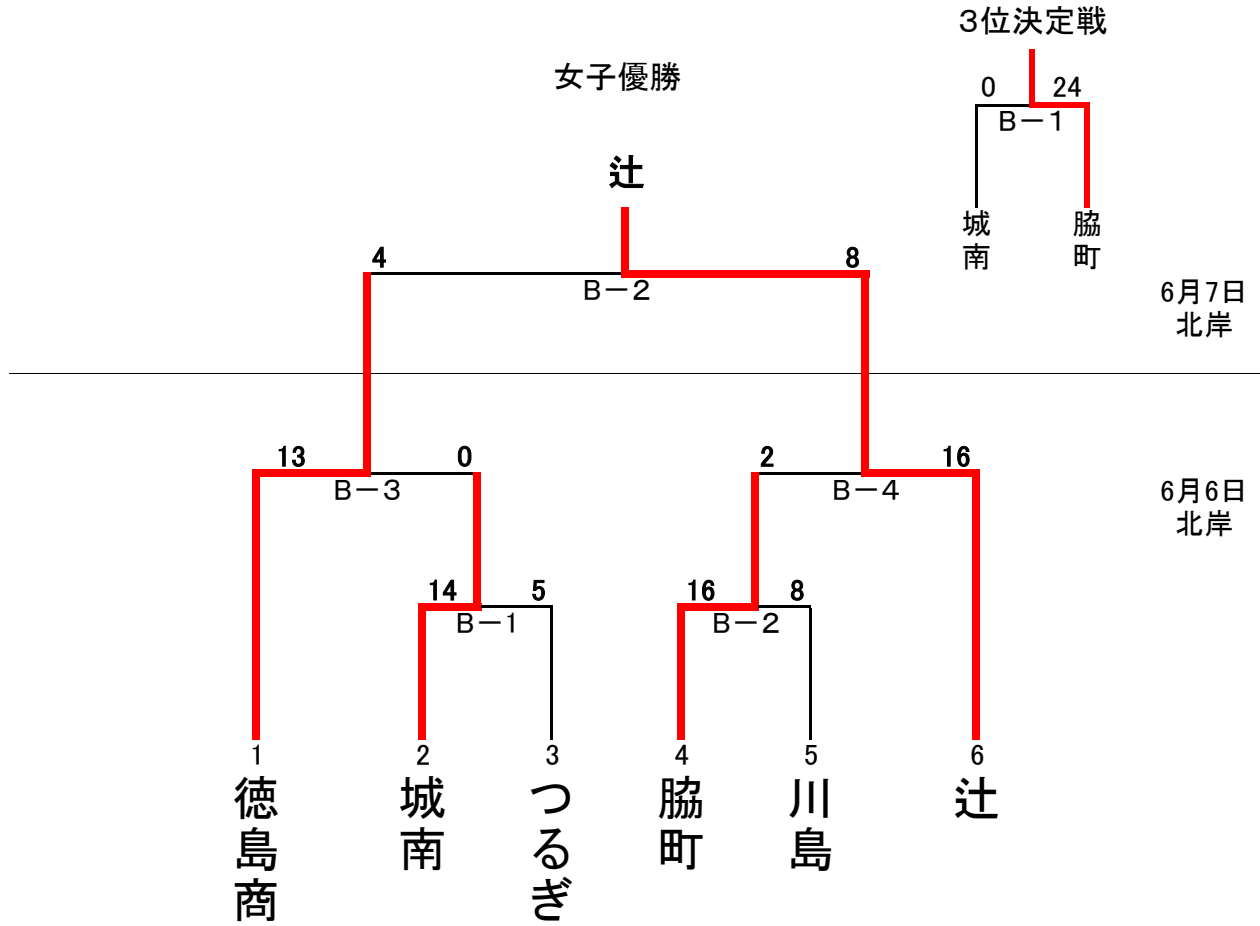 ３位決定戦
女子優勝
0 24
Ｂ－１
辻
城南
脇町
4 8
Ｂ－２
6月7日
北岸
13 0
2 16
Ｂ－３
Ｂ－４
6月6日
北岸
14 5
16 8
Ｂ－１
Ｂ－２
1 2 3 4 5 6
徳島商
城南
つるぎ
脇町
川島
辻